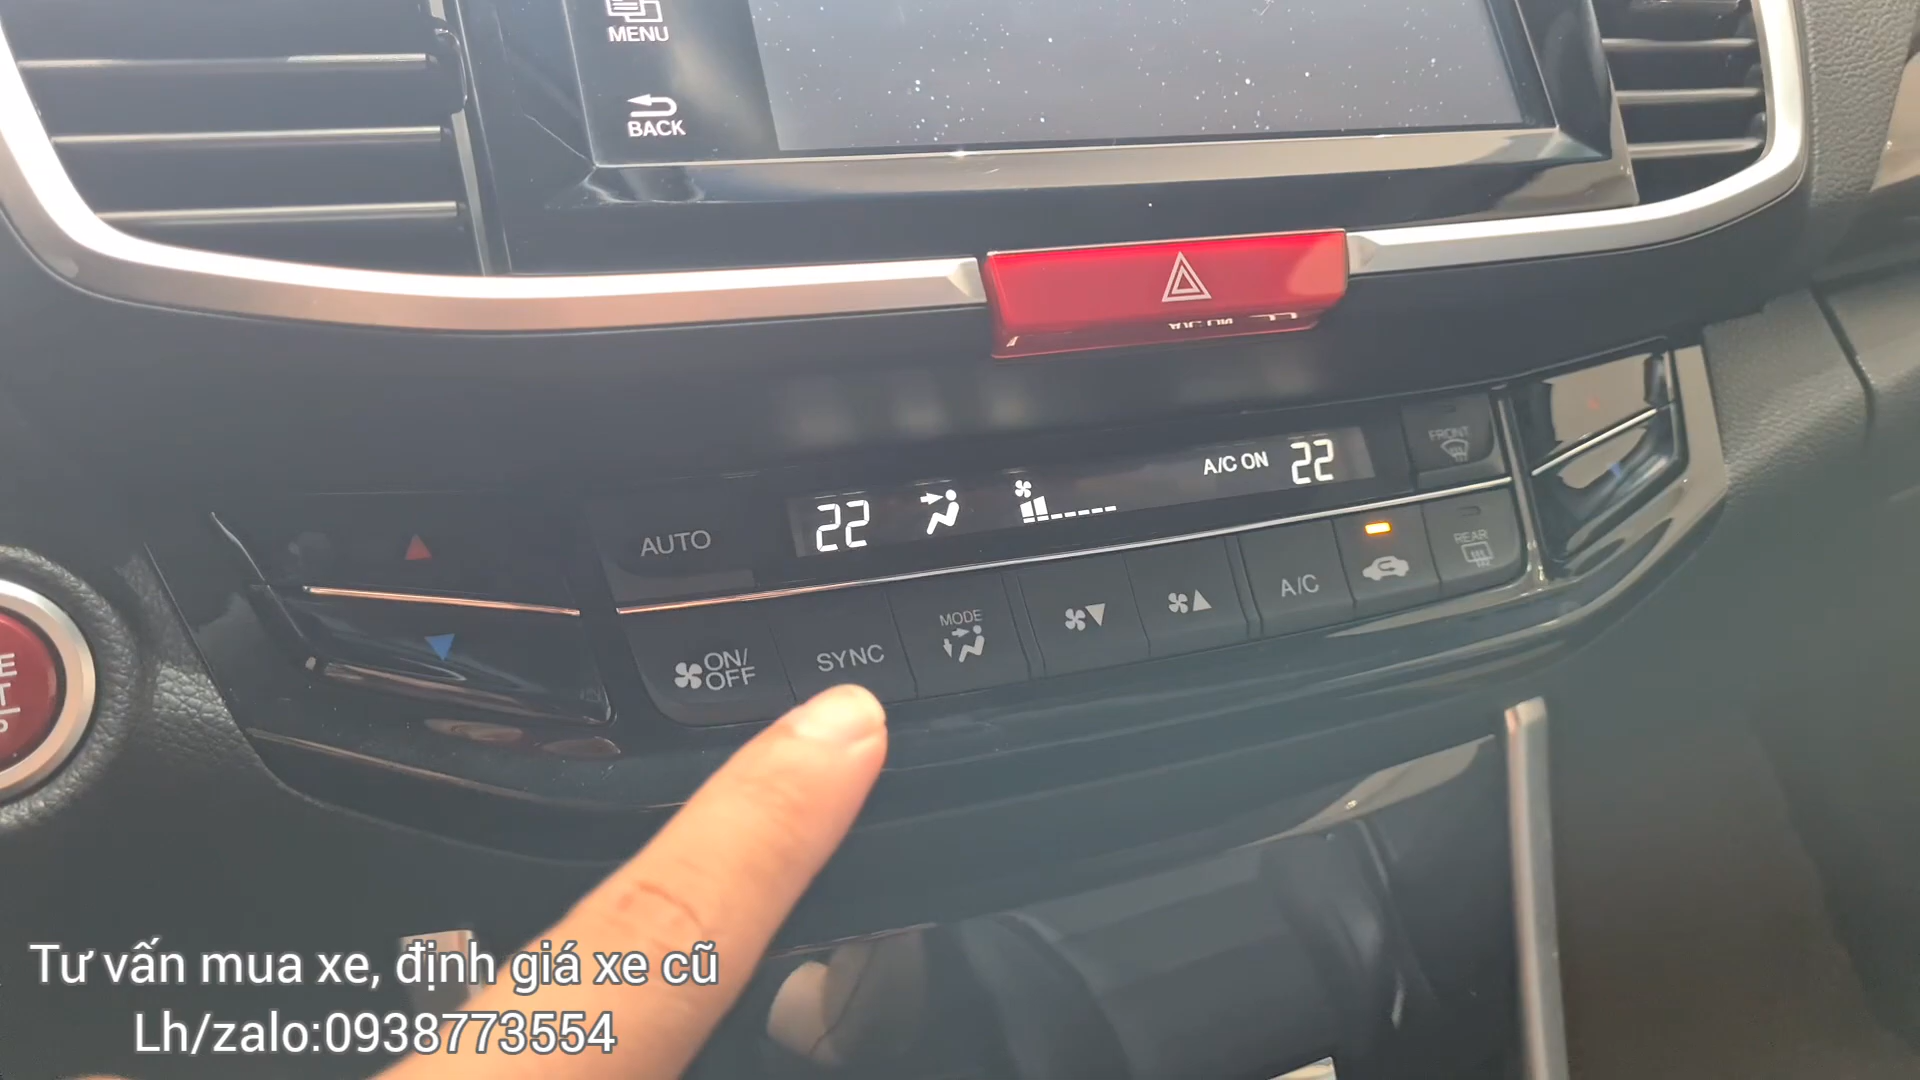 MENU
BACK
A/C ON 22
FRONT
22
AUTO
REAR
A/C
MODE
ON/
OFF
SYNC
E
T
Tư vấn mua xe, định giá xe cũ
Lh/zalo:0938773554